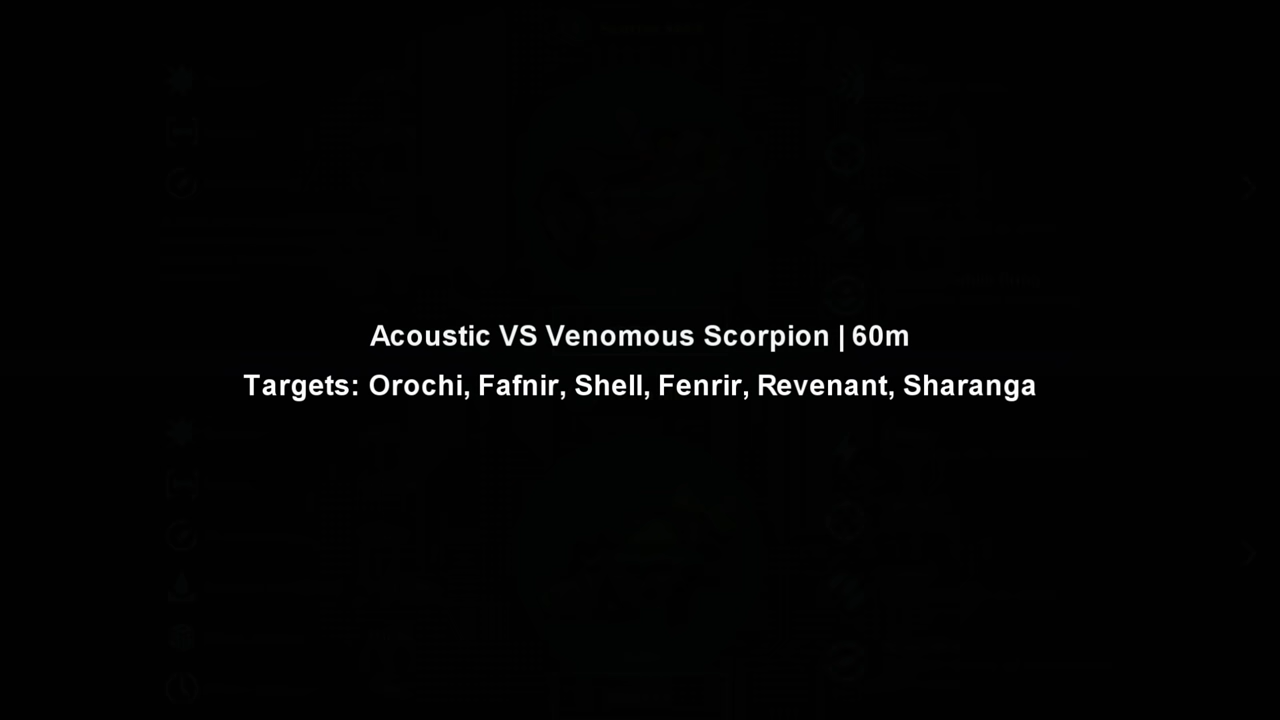 Acoustic VS Venomous Scorpion | 60m
Targets: Orochi, Fafnir, Shell, Fenrir, Revenant, Sharanga